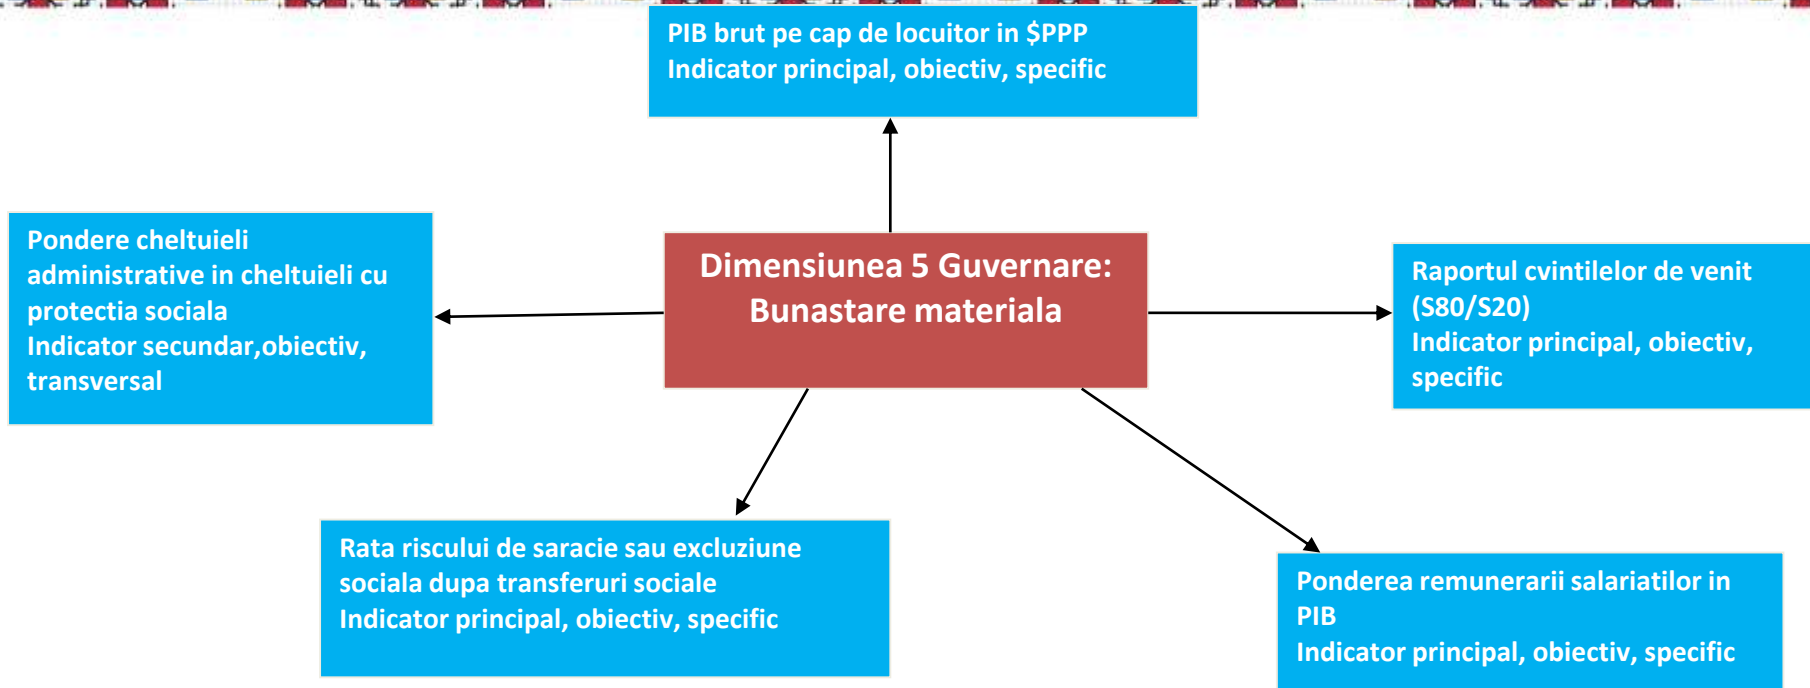 PIB brut pe cap de locuitor in $PPP
Indicator principal, obiectiv, specific
Pondere cheltuieli
administrative in cheltuieli cu
protectia sociala
Indicator secundar,obiectiv,
transversal
Dimensiunea 5 Guvernare:
Bunastare materiala
Raportul cvintilelor de venit
(S80/S20)
Indicator principal, obiectiv,
specific
Rata riscului de saracie sau excluziune
sociala dupa transferuri sociale
Indicator principal, obiectiv, specific
Ponderea remunerarii salariatilor in
PIB
Indicator principal, obiectiv, specific